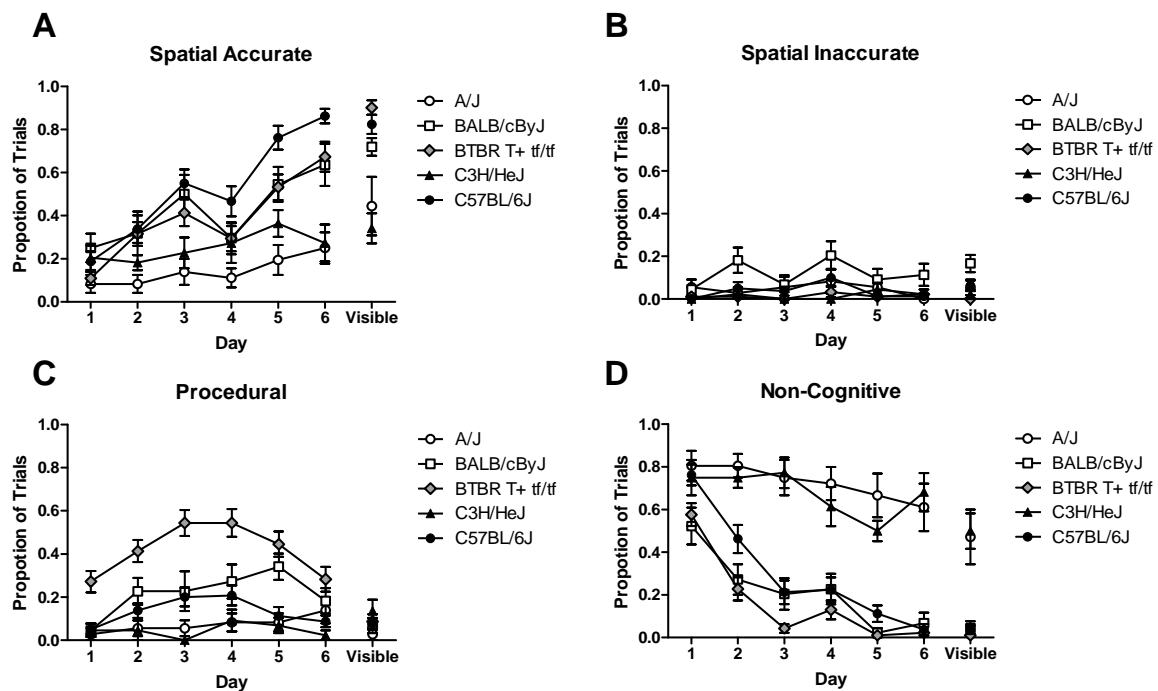 A
Spatial Accurate
Propotion of Trials
1.0
0.8
0.6
0.4
0.2
0.0
1 2 3 4 5 6 Visible
Day
A/J
BALB/cByJ
BTBR T+ tf/tf
C3H/HeJ
C57BL/6J
B
Spatial Inaccurate
Propotion of Trials
1.0
0.8
0.6
0.4
0.2
0.0
1 2 3 4 5 6 Visible
Day
A/J
BALB/cByJ
BTBR T+ tf/tf
C3H/HeJ
C57BL/6J
C
Procedural
Propotion of Trials
1.0
0.8
0.6
0.4
0.2
0.0
1 2 3 4 5 6 Visible
Day
A/J
BALB/cByJ
BTBR T+ tf/tf
C3H/HeJ
C57BL/6J
D
Non-Cognitive
Propotion of Trials
1.0
0.8
0.6
0.4
0.2
0.0
1 2 3 4 5 6 Visible
Day
A/J
BALB/cByJ
BTBR T+ tf/tf
C3H/HeJ
C57BL/6J